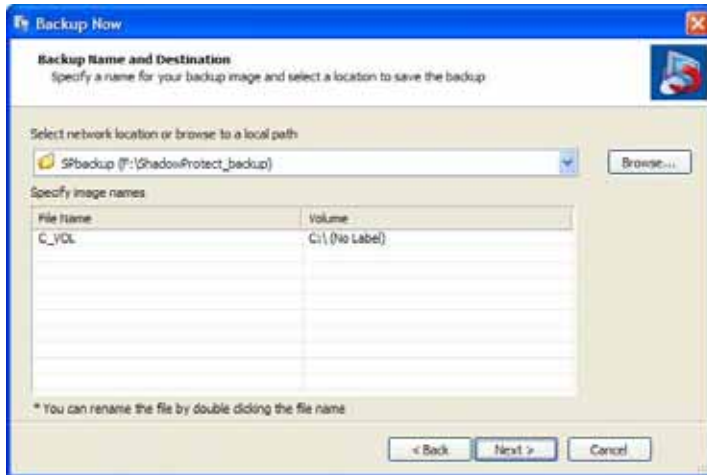 Backup Now
Backup Name and Destination
Specify a name for your backup image and select a location to save the backup
Select network location or browse to a local path
SPbackup (F:\ShadowProtect_backup)
Browse...
Specify image names
File Name Volume
C_VOL C:\ (No Label)
* You can rename the file by double clicking the file name
< Back Next > Cancel